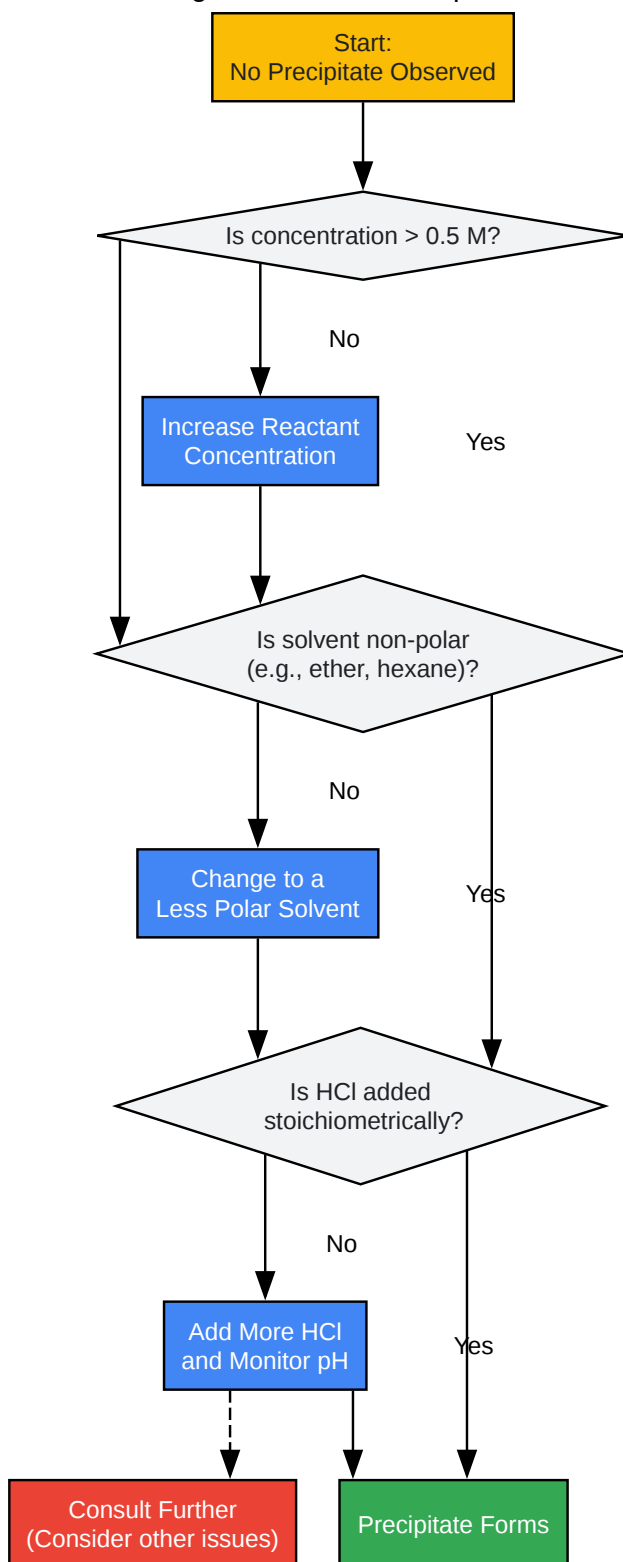 Start:
No Precipitate Observed
Is concentration > 0.5 M?
No
Increase Reactant
Concentration
Yes
Is solvent non-polar
(e.g., ether, hexane)?
No
Change to a
Less Polar Solvent
Yes
Is HCl added
stoichiometrically?
No
Add More HCl
and Monitor pH
Yes
Consult Further
(Consider other issues)
Precipitate Forms